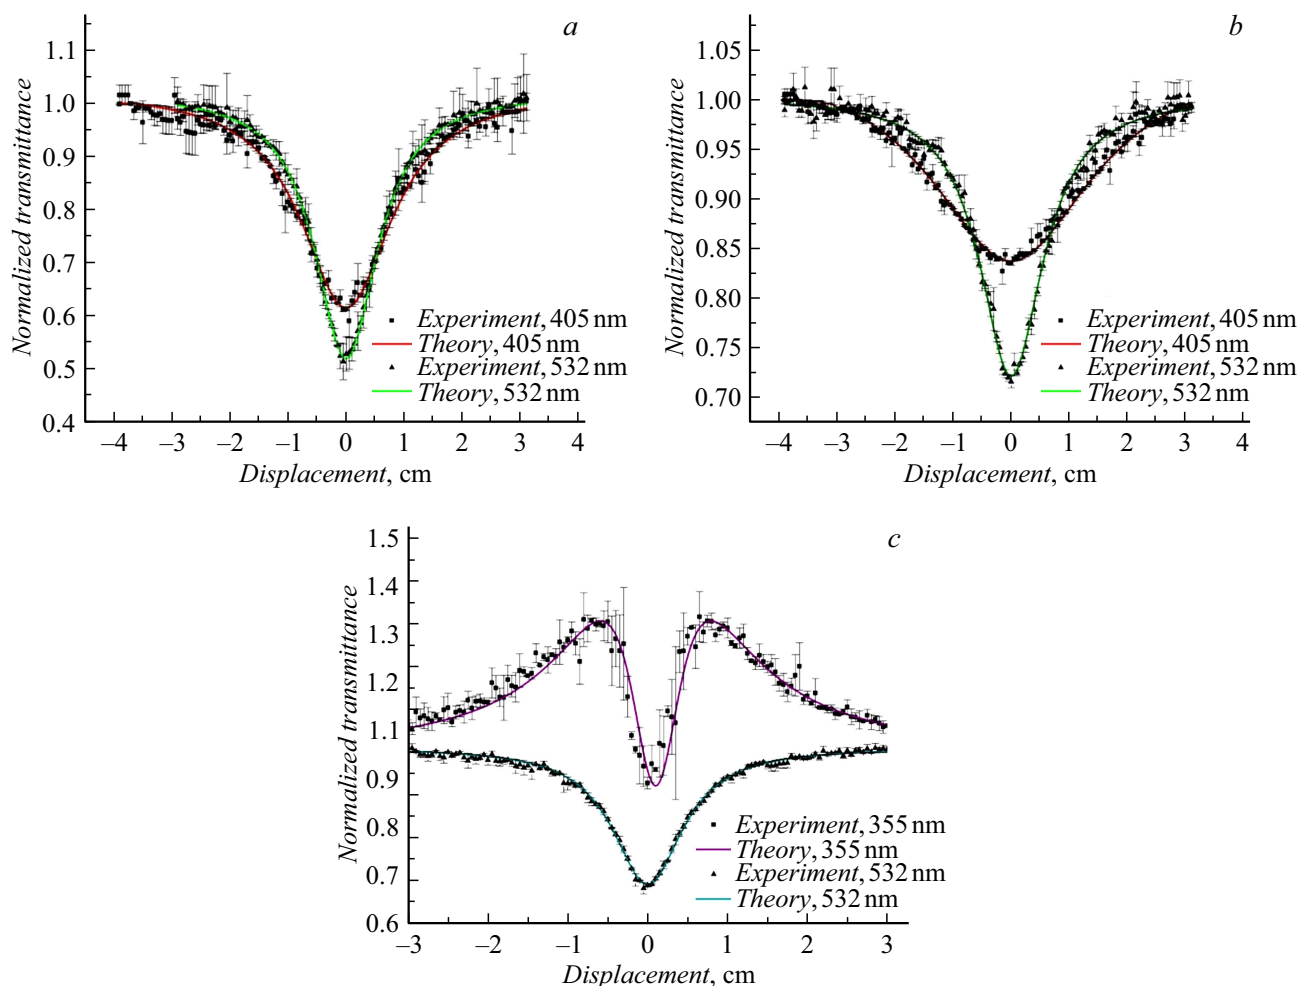 a
Normalized transmittance
1.1
1.0
0.9
0.8
0.7
0.6
0.5
0.4
Experiment, 405 nm
Theory, 405 nm
Experiment, 532 nm
Theory, 532 nm
–4 –3 –2 –1 0 1 2 3 4
Displacement, cm
b
Normalized transmittance
1.05
1.00
0.95
0.90
0.85
0.80
0.75
0.70
Experiment, 405 nm
Theory, 405 nm
Experiment, 532 nm
Theory, 532 nm
–4 –3 –2 –1 0 1 2 3 4
Displacement, cm
c
Normalized transmittance
1.5
1.4
1.3
1.2
1.1
0.9
0.8
0.7
0.6
Experiment, 355 nm
Theory, 355 nm
Experiment, 532 nm
Theory, 532 nm
–3 –2 –1 0 1 2 3
Displacement, cm